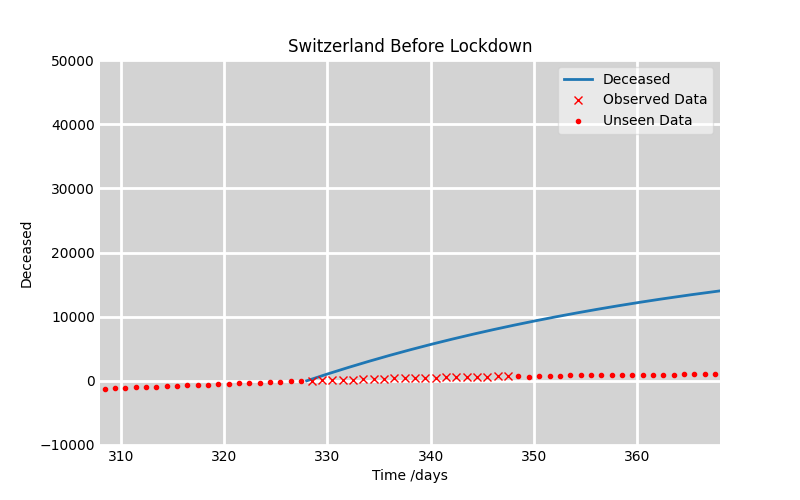 Switzerland Before Lockdown
Deceased
Observed Data
Unseen Data
50000
40000
30000
20000
10000
0
−10000
Deceased
310 320 330 340 350 360
Time /days